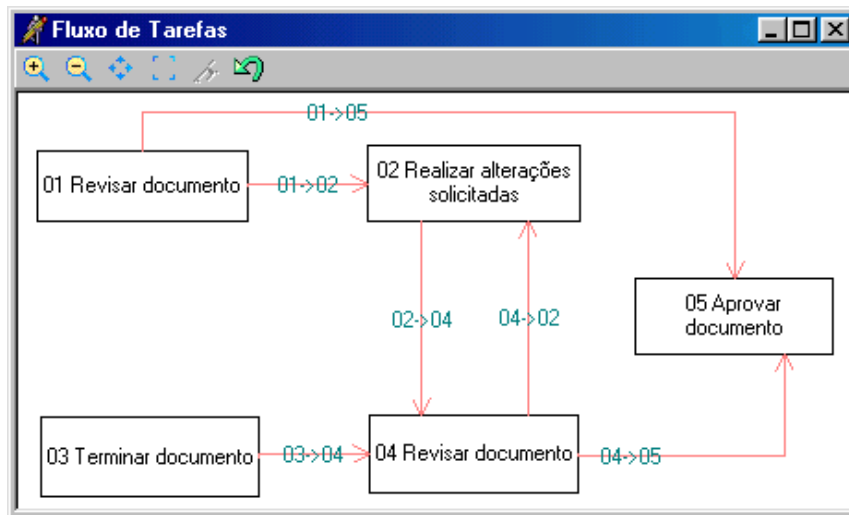 Fluxo de Tarefas
01->05
01 Revisar documento
01->02
02 Realizar alterações
solicitadas
02->04
04->02
05 Aprovar
documento
03 Terminar documento
03->04
04 Revisar documento
04->05